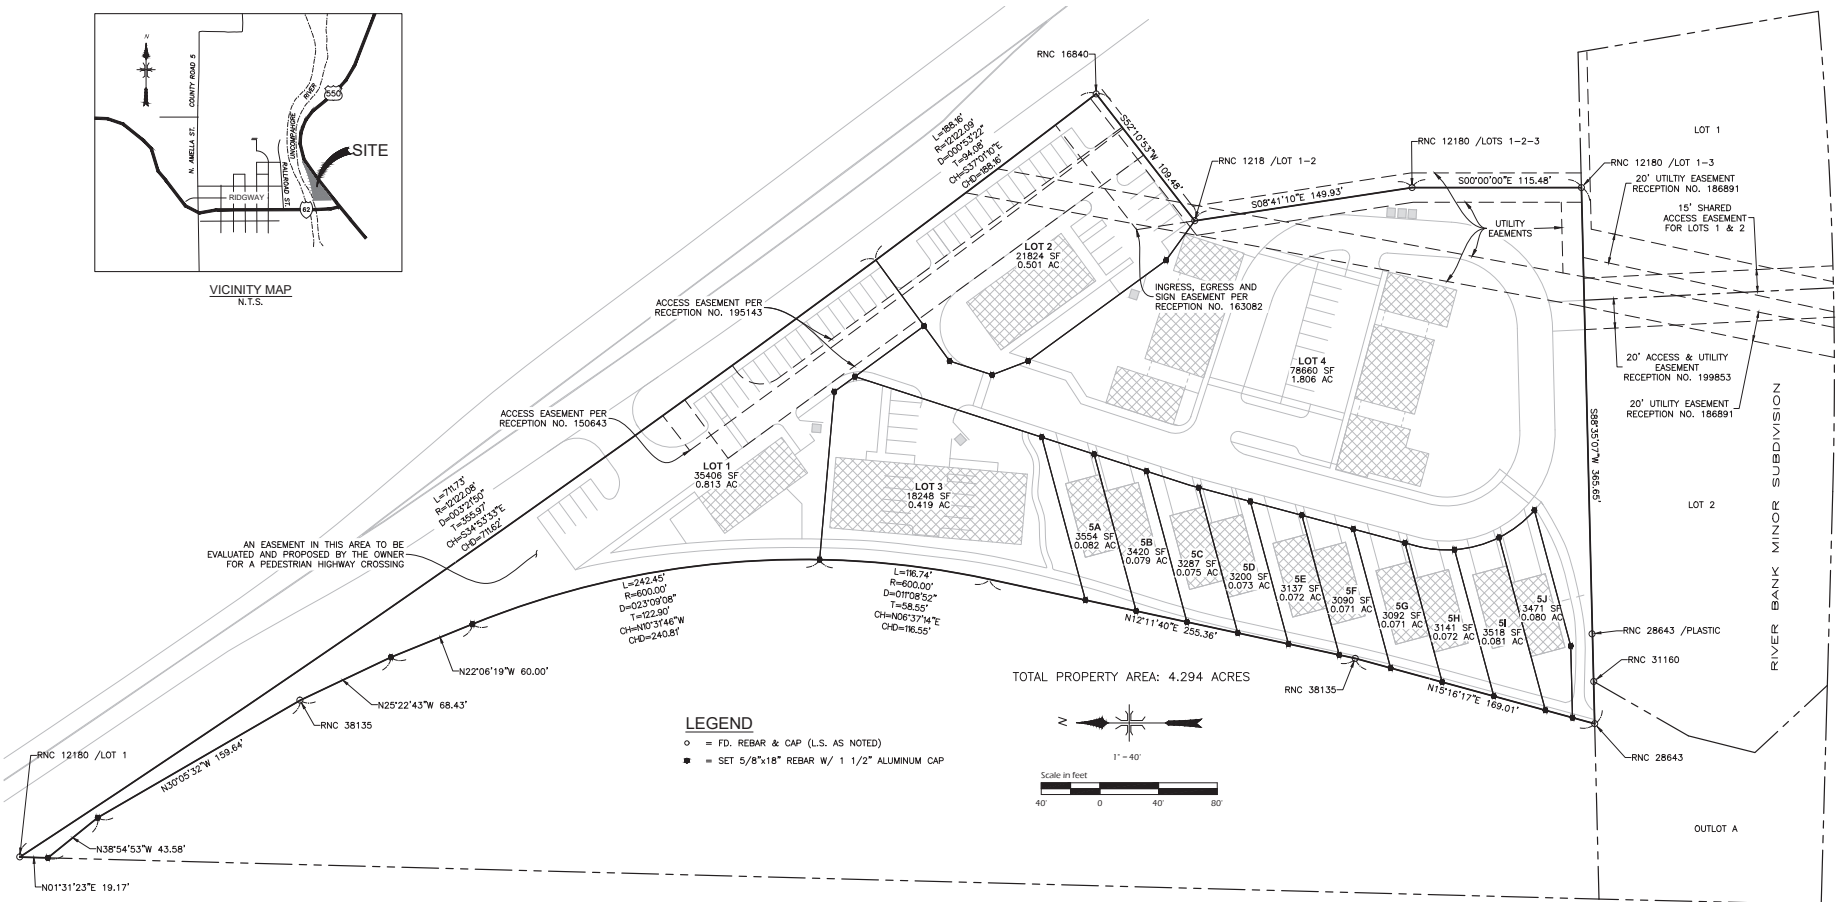 N
COUNTY ROAD 5
N. AMELIA ST.
UNCOMPAHGRE
RIVER
550
SITE
RAILROAD ST.
RIDGWAY
62
VICINITY MAP
N.T.S.
RNC 16840
L=188.16'
R=12122.09'
D=000°53'22"
T=94.08'
CH=S37°01'10"E
CHD=188.16'
S52°10'53"W 109.48'
RNC 1218 /LOT 1-2
RNC 12180 /LOTS 1-2-3
S08°41'10"E 149.93'
S00°00'00"E 115.48'
RNC 12180 /LOT 1-3
LOT 1
20' UTILTIY EASEMENT
RECEPTION NO. 186891
15' SHARED
ACCESS EASEMENT
FOR LOTS 1 & 2
UTILITY
EAEMENTS
LOT 2
21824 SF
0.501 AC
INGRESS, EGRESS AND
SIGN EASEMENT PER
RECEPTION NO. 163082
ACCESS EASEMENT PER
RECEPTION NO. 195143
LOT 4
78660 SF
1.806 AC
20' ACCESS & UTILITY
EASEMENT
RECEPTION NO. 199853
20' UTILITY EASEMENT
RECEPTION NO. 186891
ACCESS EASEMENT PER
RECEPTION NO. 150643
S88°35'07"W 365.65'
RIVER BANK MINOR SUBDIVISION
LOT 1
35406 SF
0.813 AC
LOT 3
18248 SF
0.419 AC
LOT 2
L=711.73'
R=12122.08'
D=003°21'50"
T=355.97'
CH=S34°53'33"E
CHD=711.62'
AN EASEMENT IN THIS AREA TO BE
EVALUATED AND PROPOSED BY THE OWNER
FOR A PEDESTRIAN HIGHWAY CROSSING
5A
3554 SF
0.082 AC
5B
3420 SF
0.079 AC
5C
3287 SF
0.075 AC
5D
3200 SF
0.073 AC
5E
3137 SF
0.072 AC
5F
3090 SF
0.071 AC
5G
3092 SF
0.071 AC
5H
3141 SF
0.072 AC
5I
3518 SF
0.081 AC
5J
3471 SF
0.080 AC
L=242.45'
R=600.00'
D=023°09'08"
T=122.90'
CH=N10°31'46"W
CHD=240.81'
L=116.74'
R=600.00'
D=011°08'52"
T=58.55'
CH=N06°37'14"E
CHD=116.55'
N12°11'40"E 255.36'
RNC 28643 /PLASTIC
RNC 31160
N22°06'19"W 60.00'
N25°22'43"W 68.43'
RNC 38135
TOTAL PROPERTY AREA: 4.294 ACRES
RNC 38135
N15°16'17"E 169.01'
RNC 12180 /LOT 1
N30°05'32"W 159.64'
LEGEND
= FD. REBAR & CAP (L.S. AS NOTED)
= SET 5/8"x18" REBAR W/ 1 1/2" ALUMINUM CAP
N
1" = 40'
Scale in feet
40' 0 40' 80'
RNC 28643
OUTLOT A
N38°54'53"W 43.58'
N01°31'23"E 19.17'